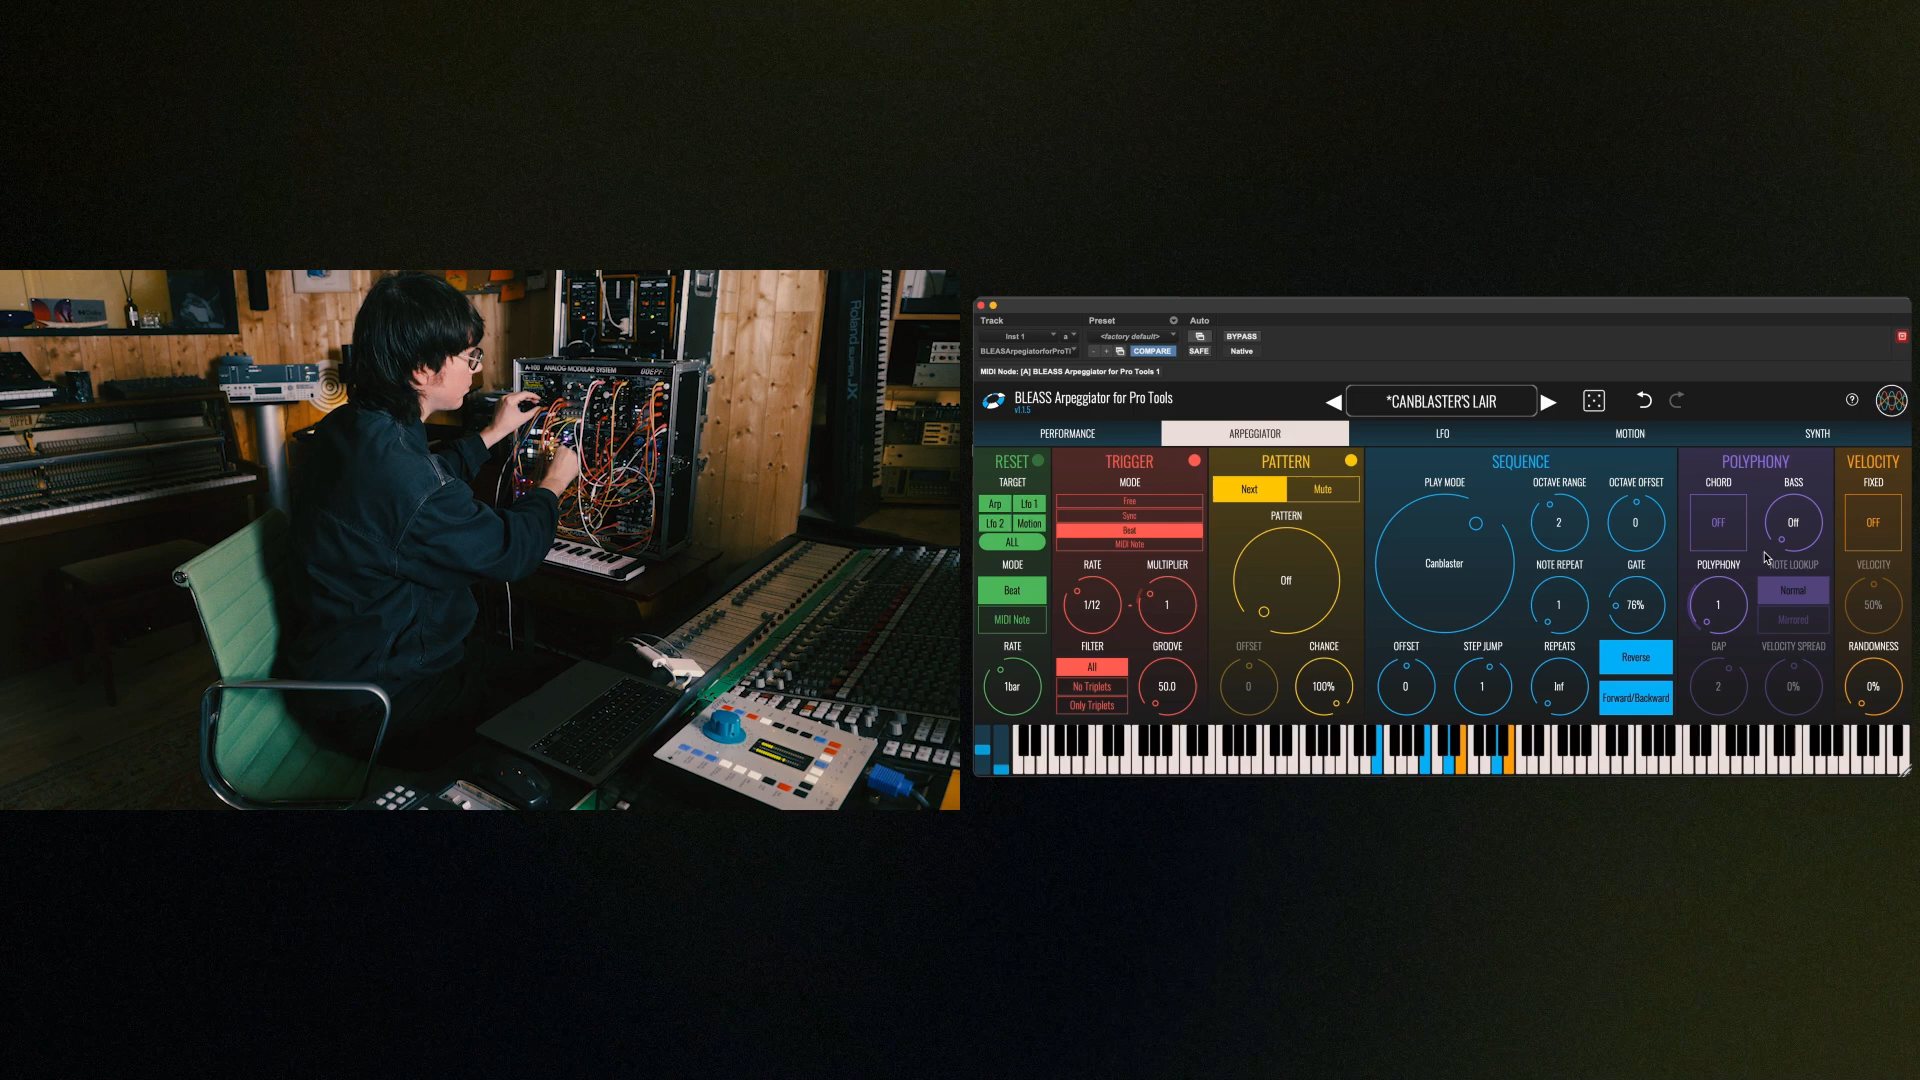 A-100 ANALOG MODULAR SYSTEM
DOEPFER
Roland SUPER JX
Track
Preset
Auto
Inst 1
a
<factory default>
BYPASS
BLEASArpegiatorforProTl
- +
COMPARE
SAFE
Native
MIDI Node: [A] BLEASS Arpeggiator for Pro Tools 1
BLEASS Arpeggiator for Pro Tools
v1.1.5
*CANBLASTER'S LAIR
?
PERFORMANCE
ARPEGGIATOR
LFO
MOTION
SYNTH
RESET
TARGET
Arp
Lfo 1
Lfo 2
Motion
ALL
MODE
Beat
MIDI Note
RATE
1bar
TRIGGER
MODE
Free
Sync
Beat
MIDI Note
RATE
MULTIPLIER
1/12
-
1
FILTER
GROOVE
All
No Triplets
Only Triplets
50.0
PATTERN
Next
Mute
PATTERN
Off
OFFSET
CHANCE
0
100%
SEQUENCE
PLAY MODE
OCTAVE RANGE
OCTAVE OFFSET
2
0
Canblaster
NOTE REPEAT
GATE
1
76%
OFFSET
STEP JUMP
REPEATS
Reverse
0
1
Inf
Forward/Backward
POLYPHONY
CHORD
BASS
OFF
Off
POLYPHONY
NOTE LOOKUP
1
Normal
Mirrored
GAP
VELOCITY SPREAD
2
0%
VELOCITY
FIXED
OFF
VELOCITY
50%
RANDOMNESS
0%